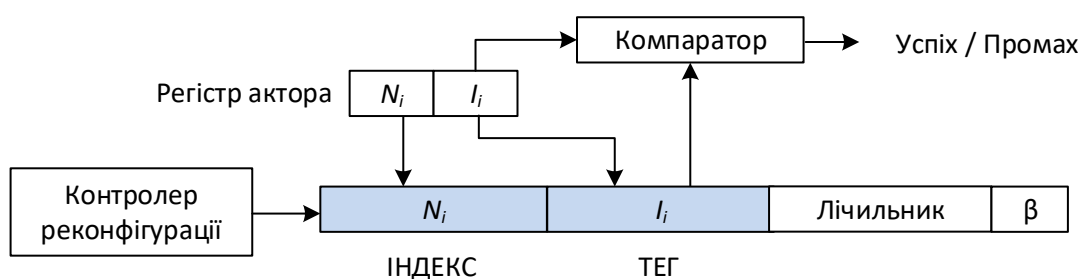 Компаратор
Успіх / Промах
Регістр актора
Ni
Ii
Контролер
реконфігурації
Ni
Ii
Лічильник
β
ІНДЕКС
ТЕГ